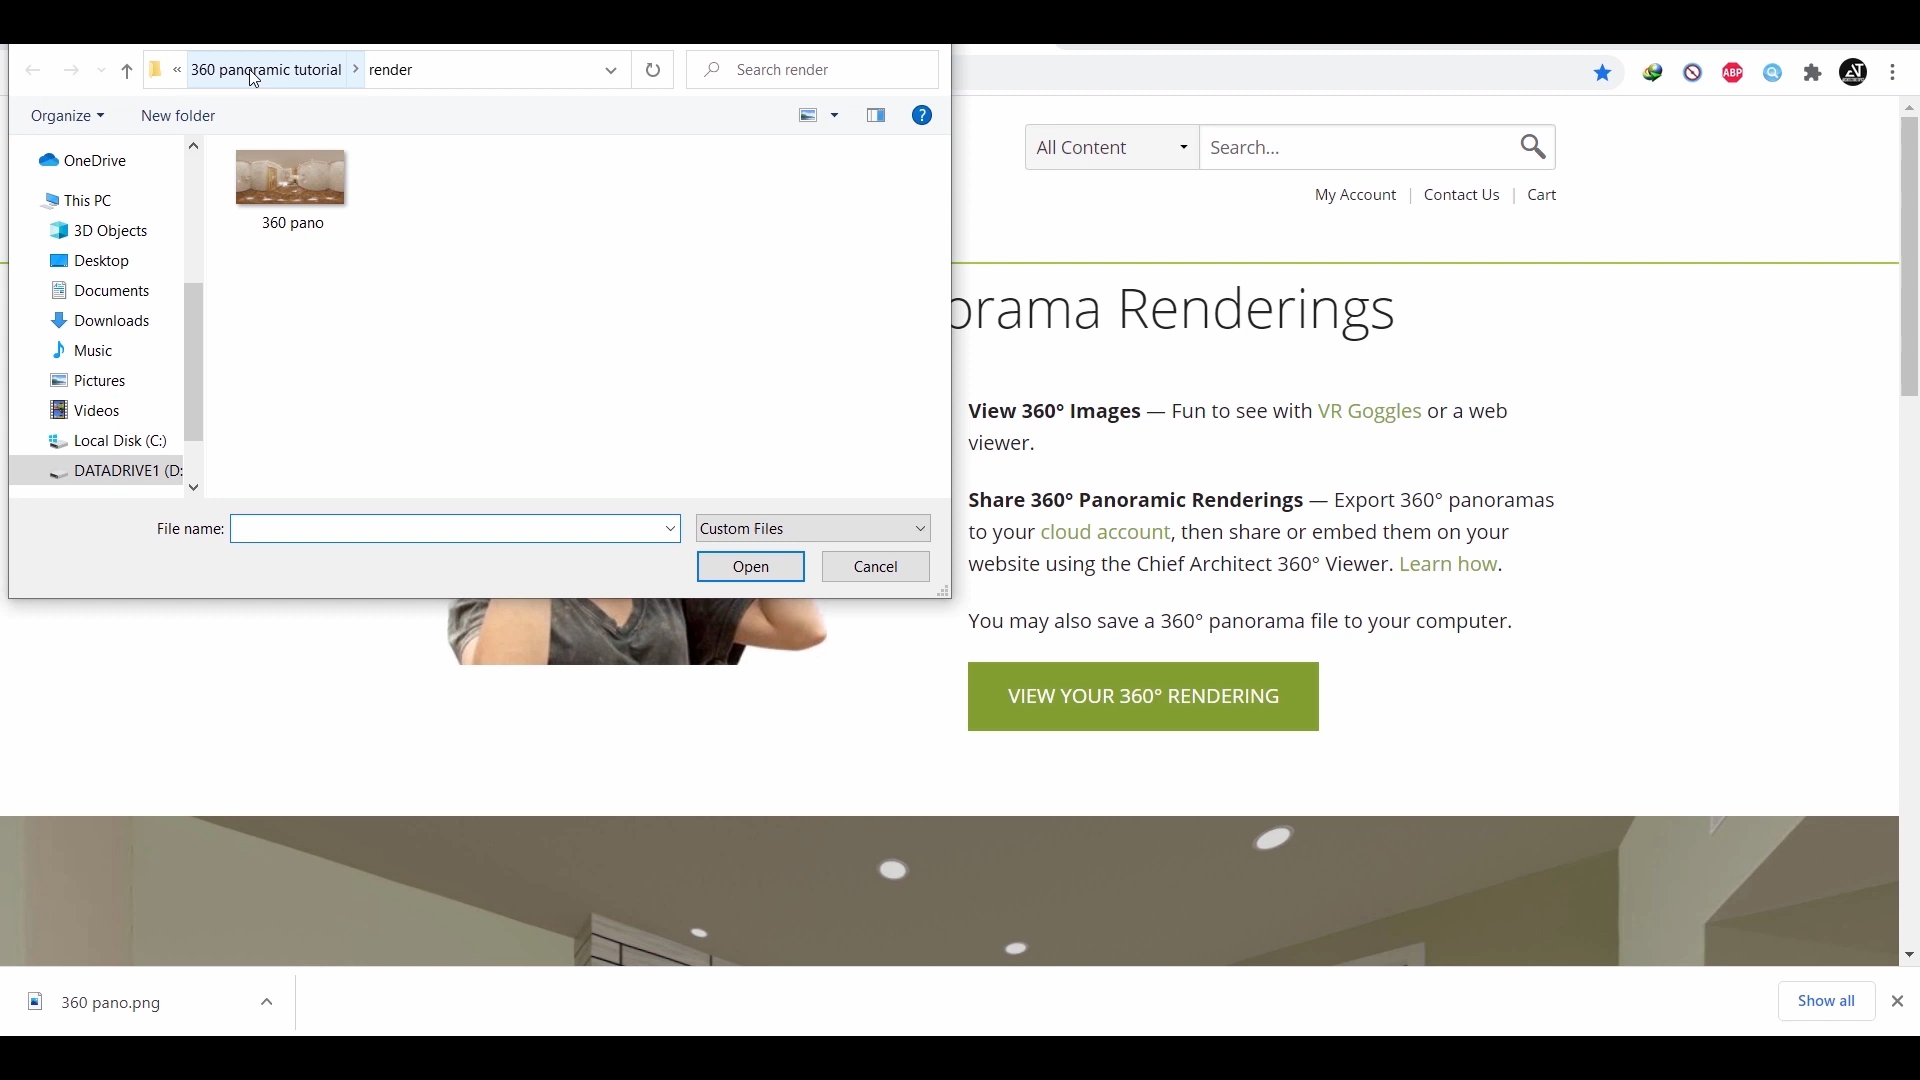 « 360 panoramic tutorial > render
Search render
Organize
New folder
?
OneDrive
This PC
3D Objects
Desktop
Documents
Downloads
Music
Pictures
Videos
Local Disk (C:)
DATADRIVE1 (D:
360 pano
File name:
Custom Files
Open
Cancel
ABP
All Content
Search...
My Account | Contact Us | Cart
orama Renderings
View 360° Images — Fun to see with VR Goggles or a web
viewer.
Share 360° Panoramic Renderings — Export 360° panoramas
to your cloud account, then share or embed them on your
website using the Chief Architect 360° Viewer. Learn how.
You may also save a 360° panorama file to your computer.
VIEW YOUR 360° RENDERING
360 pano.png
Show all